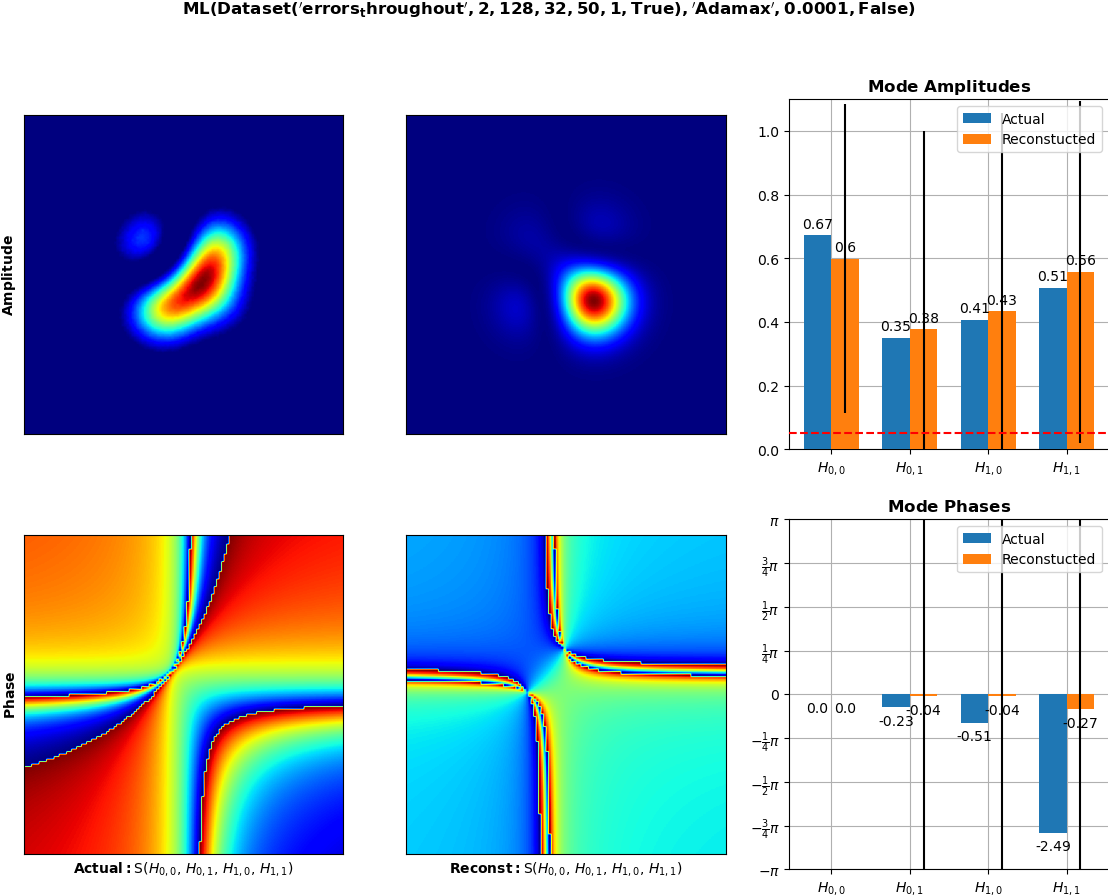 ML(Dataset('errors_throughout', 2, 128, 32, 50, 1, True), 'Adamax', 0.0001, False)
Mode Amplitudes
Amplitude
1.0
0.8
0.6
0.4
0.2
0.0
Actual
Reconstucted
0.67
0.6
0.35
0.38
0.41
0.43
0.51
0.56
H0,0
H0,1
H1,0
H1,1
Mode Phases
Phase
π
3/4π
1/2π
1/4π
0
−1/4π
−1/2π
−3/4π
−π
Actual
Reconstucted
0.0
0.0
-0.23
-0.04
-0.51
-0.04
-2.49
-0.27
H0,0
H0,1
H1,0
H1,1
Actual: S(H0,0, H0,1, H1,0, H1,1)
Reconst: S(H0,0, H0,1, H1,0, H1,1)